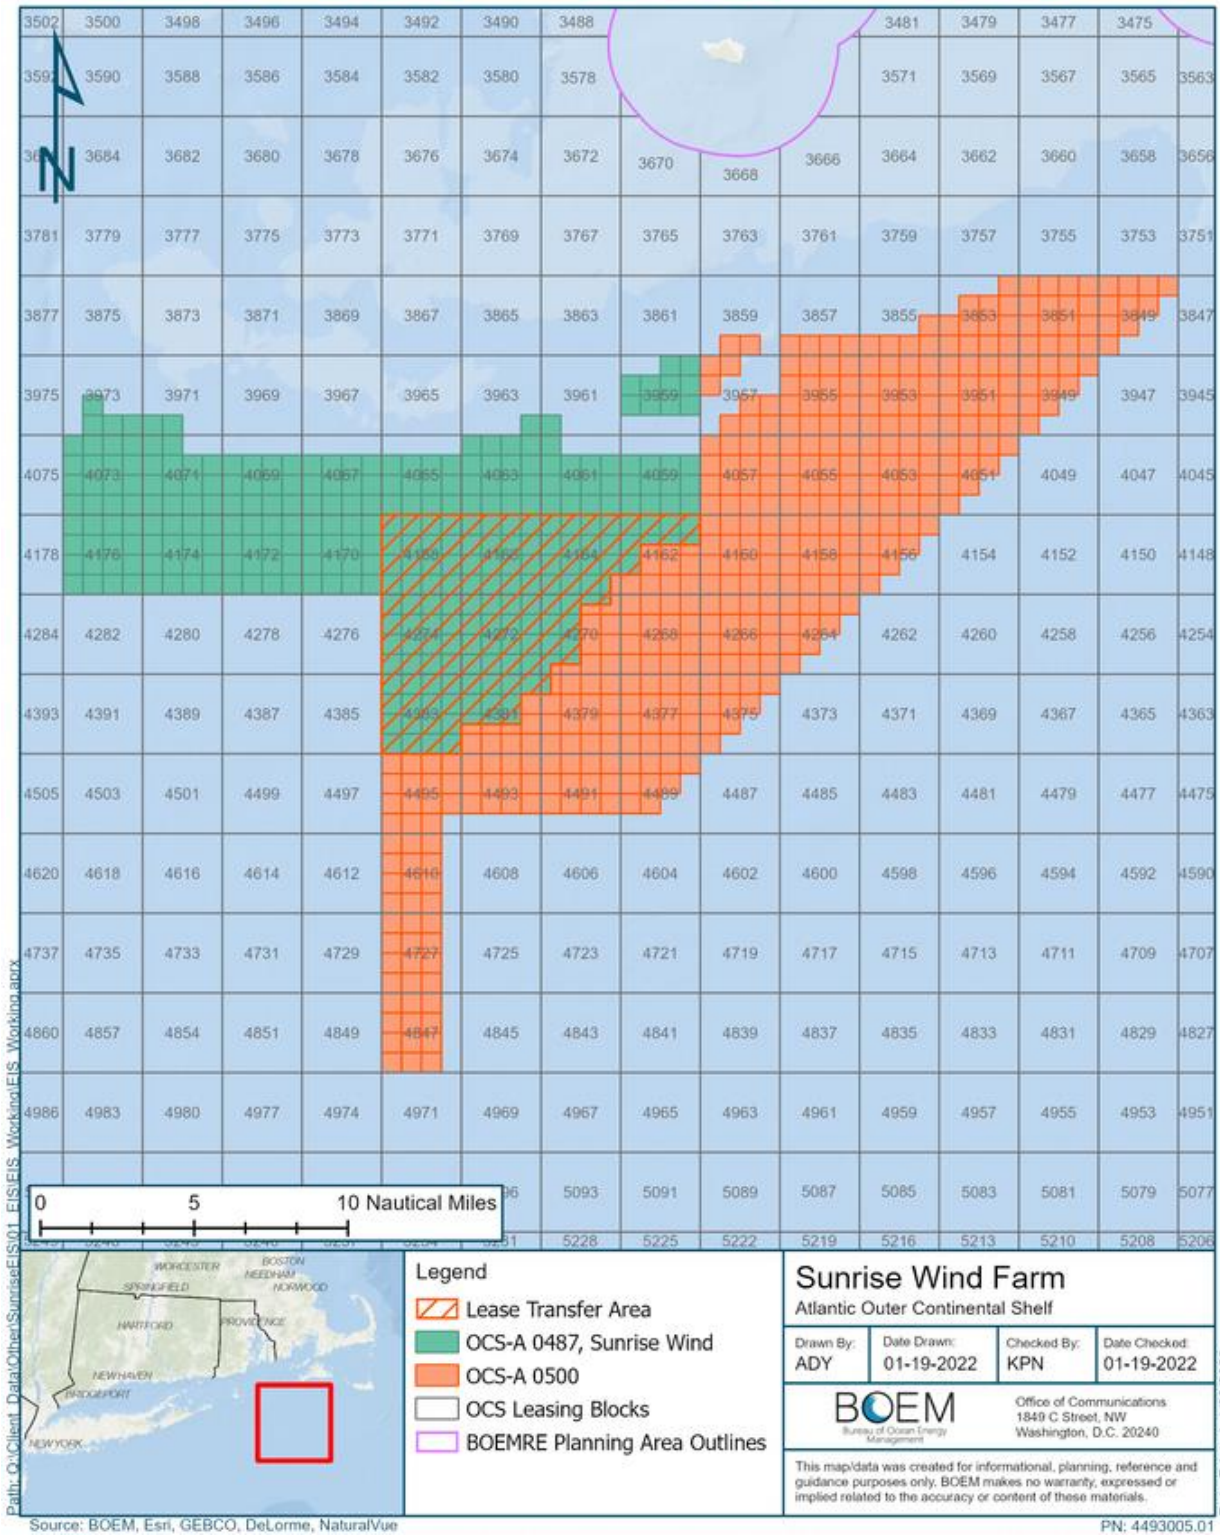 3502 3500 3498 3496 3494 3492 3490 3488 3481 3479 3477 3475
3592 3590 3588 3586 3584 3582 3580 3578 3571 3569 3567 3565 3563
N 3684 3682 3680 3678 3676 3674 3672 3670 3668 3666 3664 3662 3660 3658 3656
3781 3779 3777 3775 3773 3771 3769 3767 3765 3763 3761 3759 3757 3755 3753 3751
3877 3875 3873 3871 3869 3867 3865 3863 3861 3859 3857 3855 3853 3851 3849 3847
3975 3973 3971 3969 3967 3965 3963 3961 3959 3957 3955 3953 3951 3949 3947 3945
4075 4073 4071 4069 4067 4065 4063 4061 4059 4057 4055 4053 4051 4049 4047 4045
4178 4176 4174 4172 4170 4168 4164 4162 4160 4158 4156 4154 4152 4150 4148
4284 4282 4280 4278 4276 4274 4272 4270 4268 4266 4264 4262 4260 4258 4256 4254
4393 4391 4389 4387 4385 4383 4381 4379 4377 4375 4373 4371 4369 4367 4365 4363
4505 4503 4501 4499 4497 4495 4493 4491 4489 4487 4485 4483 4481 4479 4477 4475
4620 4618 4616 4614 4612 4610 4608 4606 4604 4602 4600 4598 4596 4594 4592 4590
4737 4735 4733 4731 4729 4727 4725 4723 4721 4719 4717 4715 4713 4711 4709 4707
4860 4857 4854 4851 4849 4847 4845 4843 4841 4839 4837 4835 4833 4831 4829 4827
4986 4983 4980 4977 4974 4971 4969 4967 4965 4963 4961 4959 4957 4955 4953 4951
5093 5091 5089 5087 5085 5083 5081 5079 5077
0 5 10 Nautical Miles
5228 5225 5222 5219 5216 5213 5210 5208 5206
Path: Q:\Client_Data\Other\SunriseEIS\01_EIS\EIS_Working\EIS_Working.aprx
WORCESTER
BOSTON
NEEDHAM
SPRINGFIELD
NORWOOD
HARTFORD
PROVIDENCE
NEW HAVEN
BRIDGEPORT
NEW YORK
Legend
Lease Transfer Area
OCS-A 0487, Sunrise Wind
OCS-A 0500
OCS Leasing Blocks
BOEMRE Planning Area Outlines
Sunrise Wind Farm
Atlantic Outer Continental Shelf
Drawn By: ADY
Date Drawn: 01-19-2022
Checked By: KPN
Date Checked: 01-19-2022
BOEM
Bureau of Ocean Energy
Management
Office of Communications
1849 C Street, NW
Washington, D.C. 20240
This map/data was created for informational, planning, reference and
guidance purposes only. BOEM makes no warranty, expressed or
implied related to the accuracy or content of these materials.
Source: BOEM, Esri, GEBCO, DeLorme, NaturalVue
PN: 4493005.01